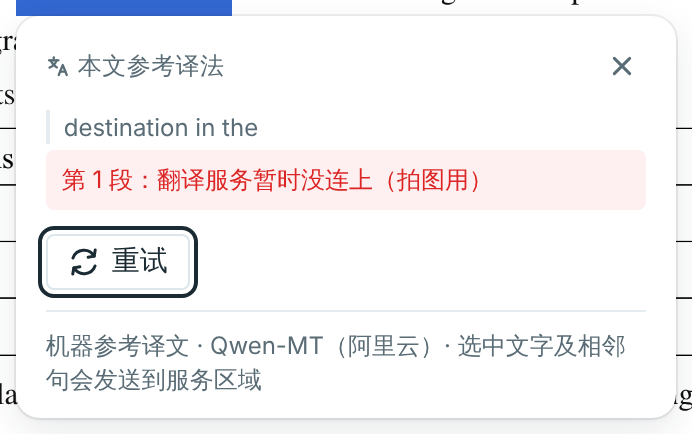 本文参考译法
destination in the
第 1 段：翻译服务暂时没连上（拍图用）
重试
机器参考译文 · Qwen-MT（阿里云）· 选中文字及相邻
句会发送到服务区域